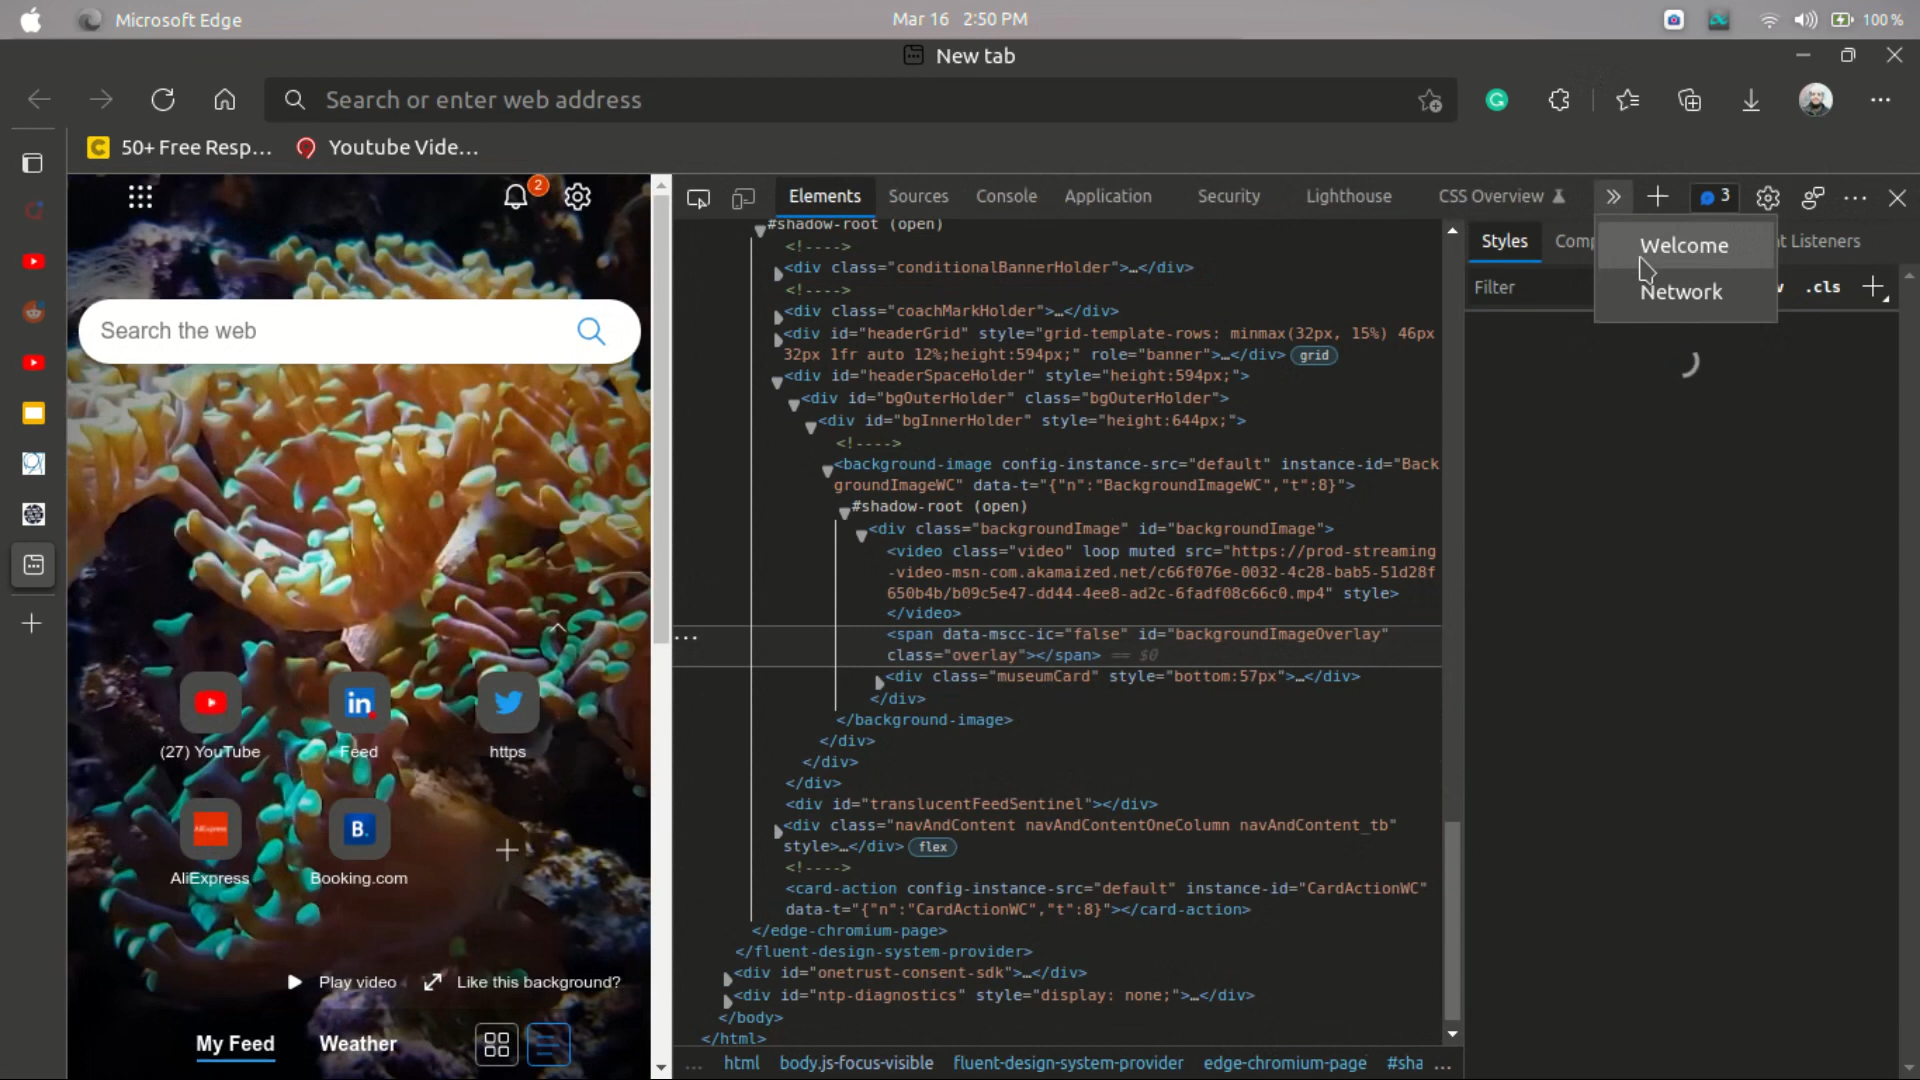 Microsoft Edge
Mar 16 2:50 PM
100 %
New tab
Search or enter web address
50+ Free Resp...
Youtube Vide...
2
Elements
Sources
Console
Application
Security
Lighthouse
CSS Overview
3
Search the web
(27) YouTube
Feed
https
AliExpress
AliExpress
B.
Booking.com
Play video
Like this background?
My Feed
Weather
#shadow-root (open)
<!---->
<div class="conditionalBannerHolder">…</div>
<!---->
<div class="coachMarkHolder">…</div>
<div id="headerGrid" style="grid-template-rows: minmax(32px, 15%) 46px
32px 1fr auto 12%;height:594px;" role="banner">…</div> grid
<div id="headerSpaceHolder" style="height:594px;">
<div id="bgOuterHolder" class="bgOuterHolder">
<div id="bgInnerHolder" style="height:644px;">
<!---->
<background-image config-instance-src="default" instance-id="Back
groundImageWC" data-t="{"n":"BackgroundImageWC","t":8}">
#shadow-root (open)
<div class="backgroundImage" id="backgroundImage">
<video class="video" loop muted src="https://prod-streaming
-video-msn-com.akamaized.net/c66f076e-0032-4c28-bab5-51d28f
650b4b/b09c5e47-dd44-4ee8-ad2c-6fadf08c66c0.mp4" style>
</video>
<span data-mscc-ic="false" id="backgroundImageOverlay"
class="overlay"></span> == $0
<div class="museumCard" style="bottom:57px">…</div>
</div>
</background-image>
</div>
</div>
</div>
<div id="translucentFeedSentinel"></div>
<div class="navAndContent navAndContentOneColumn navAndContent_tb"
style>…</div> flex
<!---->
<card-action config-instance-src="default" instance-id="CardActionWC"
data-t="{"n":"CardActionWC","t":8}"></card-action>
</edge-chromium-page>
</fluent-design-system-provider>
<div id="onetrust-consent-sdk">…</div>
<div id="ntp-diagnostics" style="display: none;">…</div>
</body>
</html>
... html body.js-focus-visible fluent-design-system-provider edge-chromium-page #sha ...
Styles
Comp
t Listeners
Filter
v .cls
Welcome
Network